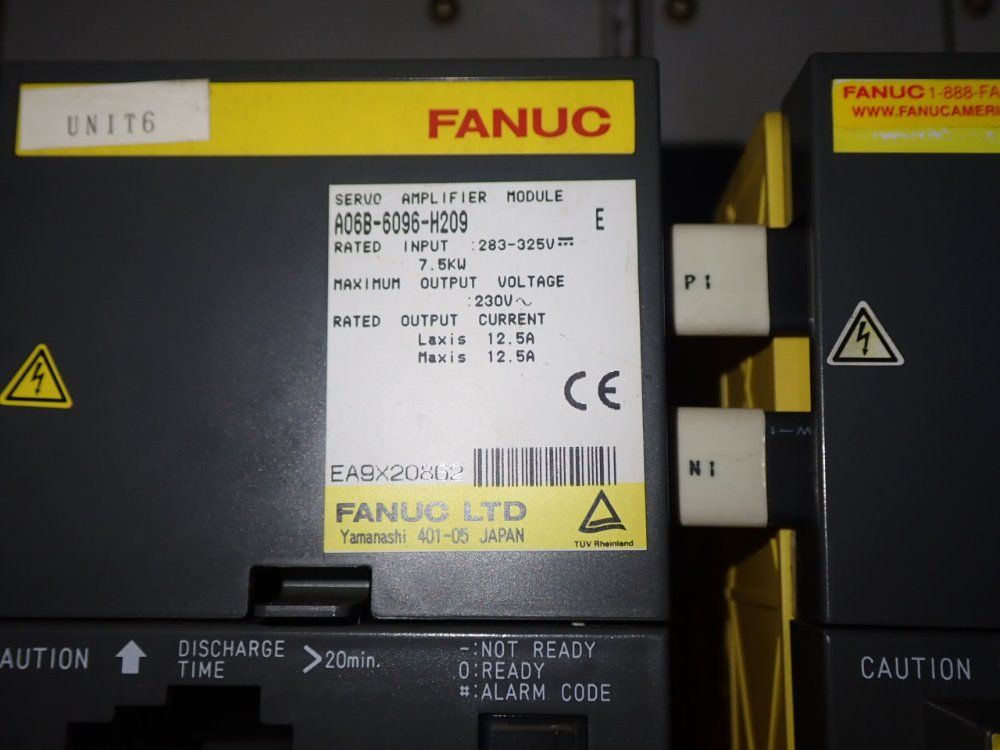 UNIT6
FANUC
SERVO AMPLIFIER MODULE
A06B-6096-H209 E
RATED INPUT :283-325V⎓
7.5KW
MAXIMUM OUTPUT VOLTAGE
:230V~
RATED OUTPUT CURRENT
Laxis 12.5A
Maxis 12.5A
CE
EA9X20862
FANUC LTD
Yamanashi 401-05 JAPAN
TÜV Rheinland
AUTION
DISCHARGE
TIME >20min.
-:NOT READY
0:READY
#:ALARM CODE
P1
N1
FANUC 1-888-FA
WWW.FANUCAMERI
CAUTION